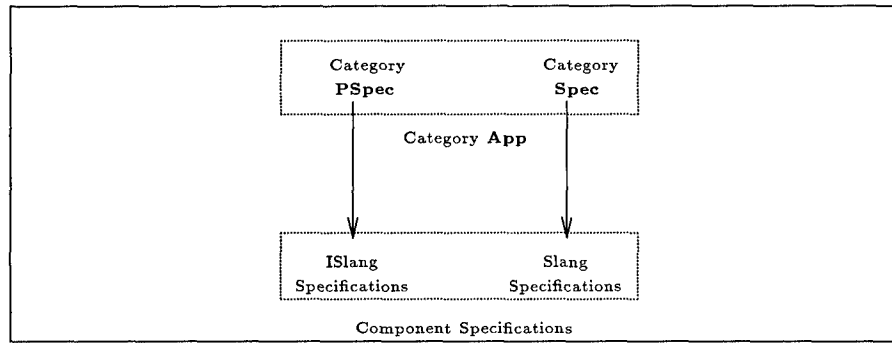 Category Category
PSpec Spec
Category App
ISlang Slang
Specifications Specifications
Component Specifications